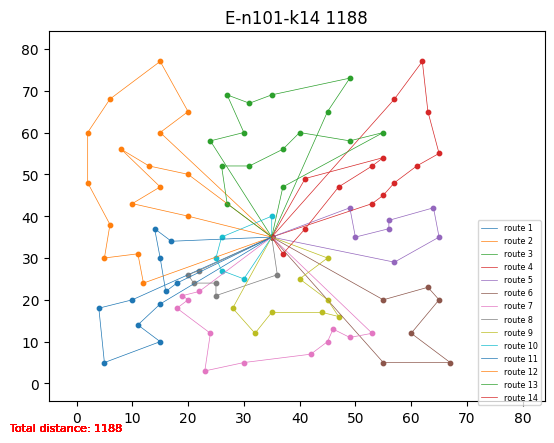 E-n101-k14 1188
80
70
60
50
40
30
20
10
0
route 1
route 2
route 3
route 4
route 5
route 6
route 7
route 8
route 9
route 10
route 11
route 12
route 13
route 14
0 10 20 30 40 50 60 70 80
Total distance: 1188